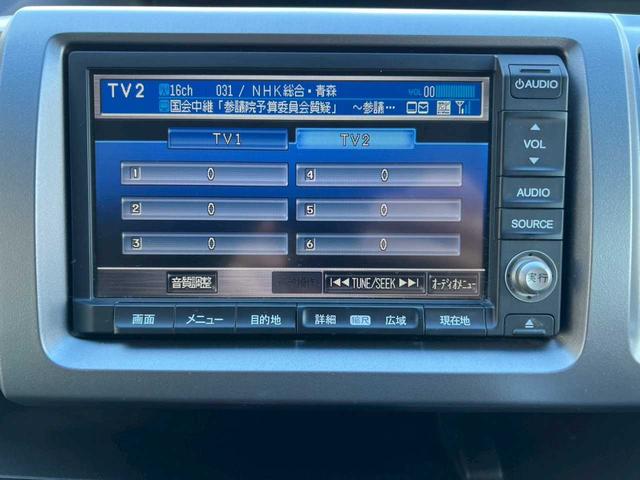 TV2 16ch 031 / NHK総合・青森 VOL 00
国会中継「参議院予算委員会質疑」 ～参議…
TV1 TV2
1 0 4 0
2 0 5 0
3 0 6 0
音質調整 TUNE/SEEK オーディオメニュー
画面 メニュー 目的地 詳細 縮尺 広域 現在地
AUDIO
VOL
AUDIO
SOURCE
実行